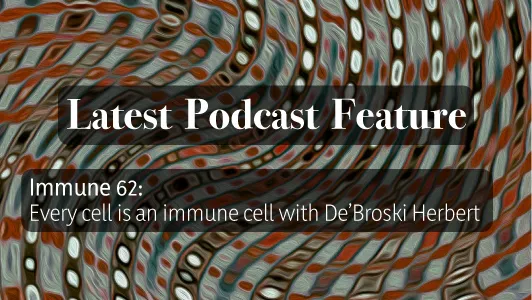 Latest Podcast Feature
Immune 62:
Every cell is an immune cell with De'Broski Herbert